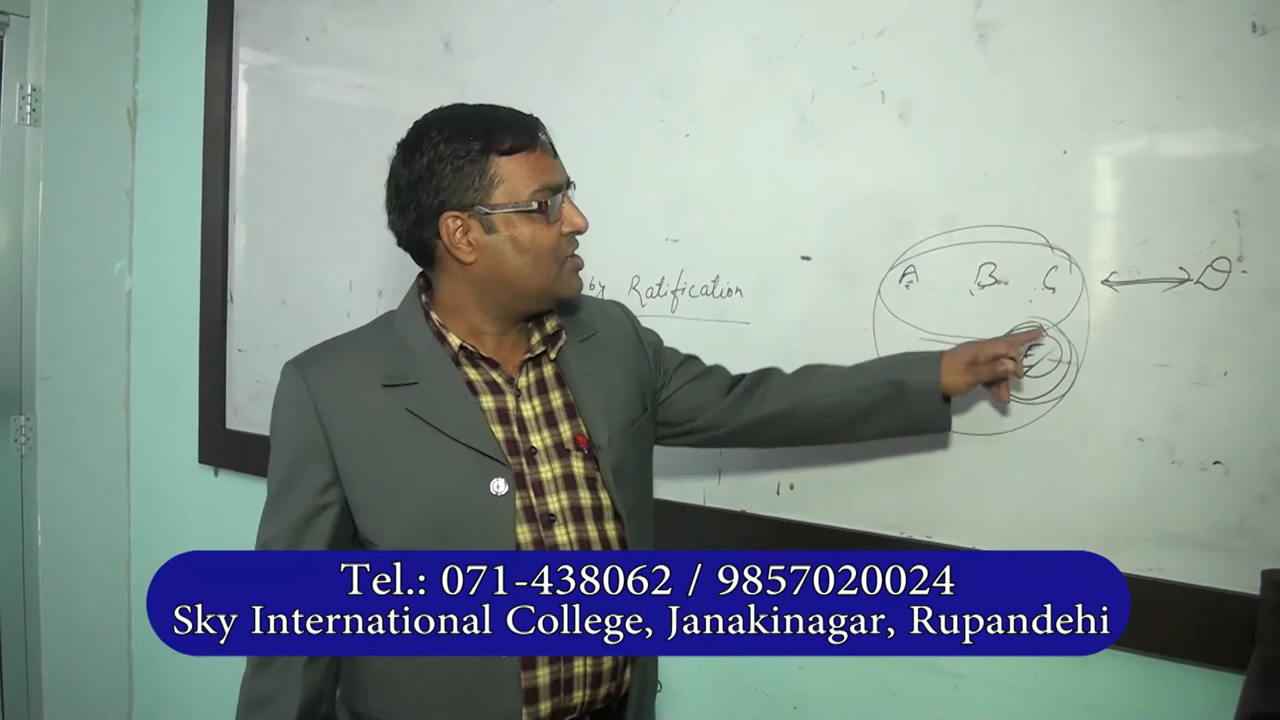 by Ratification
A B C ↔ D
E
Tel.: 071-438062 / 9857020024
Sky International College, Janakinagar, Rupandehi